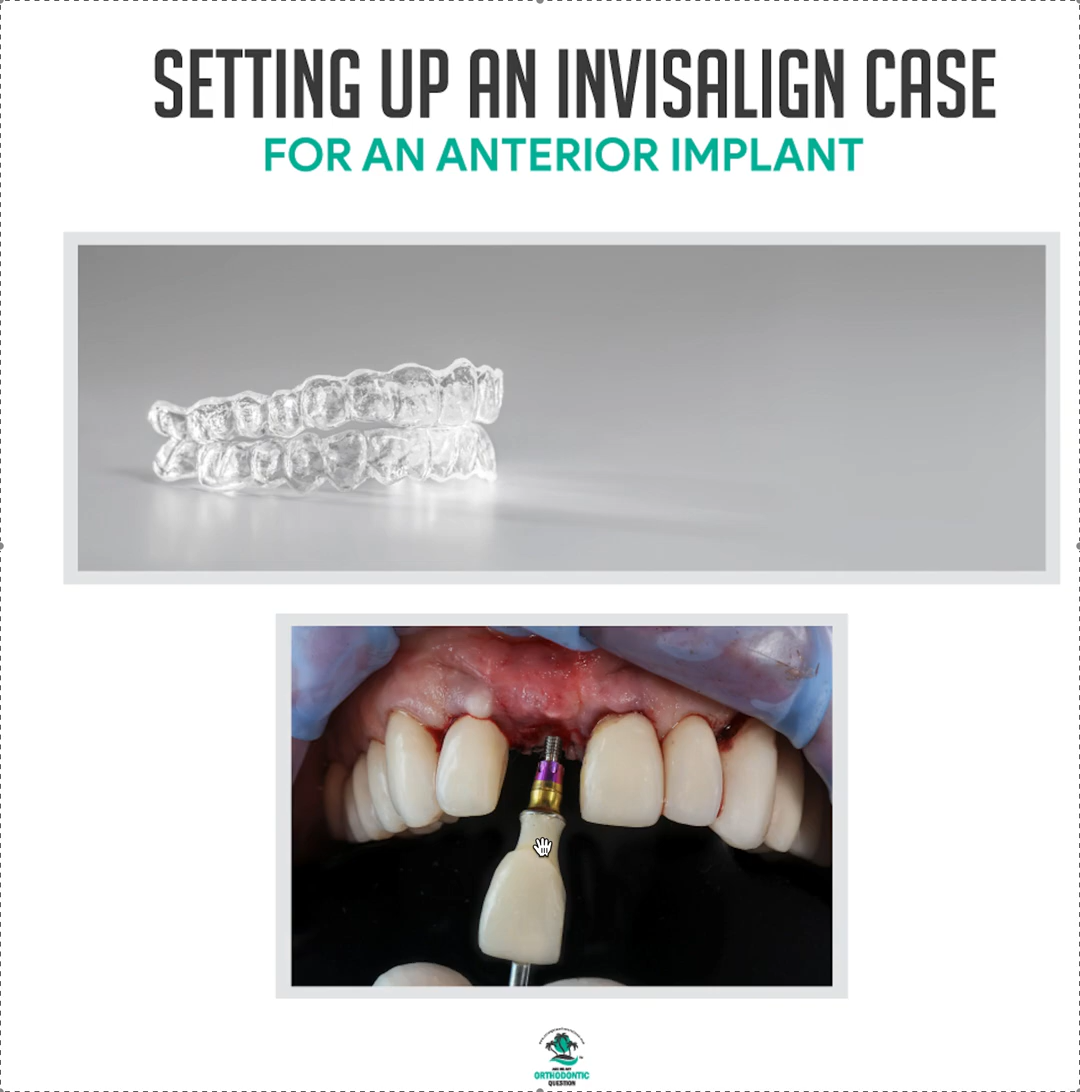 SETTING UP AN INVISALIGN CASE
FOR AN ANTERIOR IMPLANT
ORTHODONTIC
QUESTION